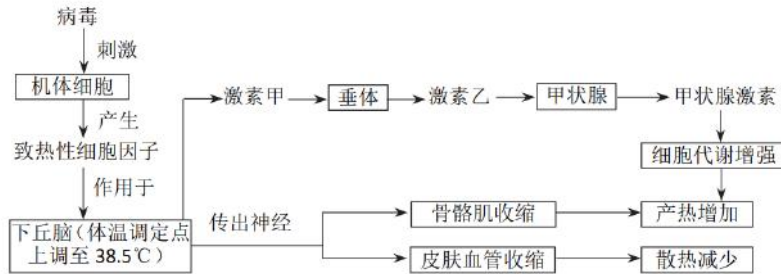 病毒
刺激
机体细胞
产生
致热性细胞因子
作用于
下丘脑（体温调定点
上调至 38.5℃）
激素甲
垂体
激素乙
甲状腺
甲状腺激素
细胞代谢增强
传出神经
骨骼肌收缩
产热增加
皮肤血管收缩
散热减少